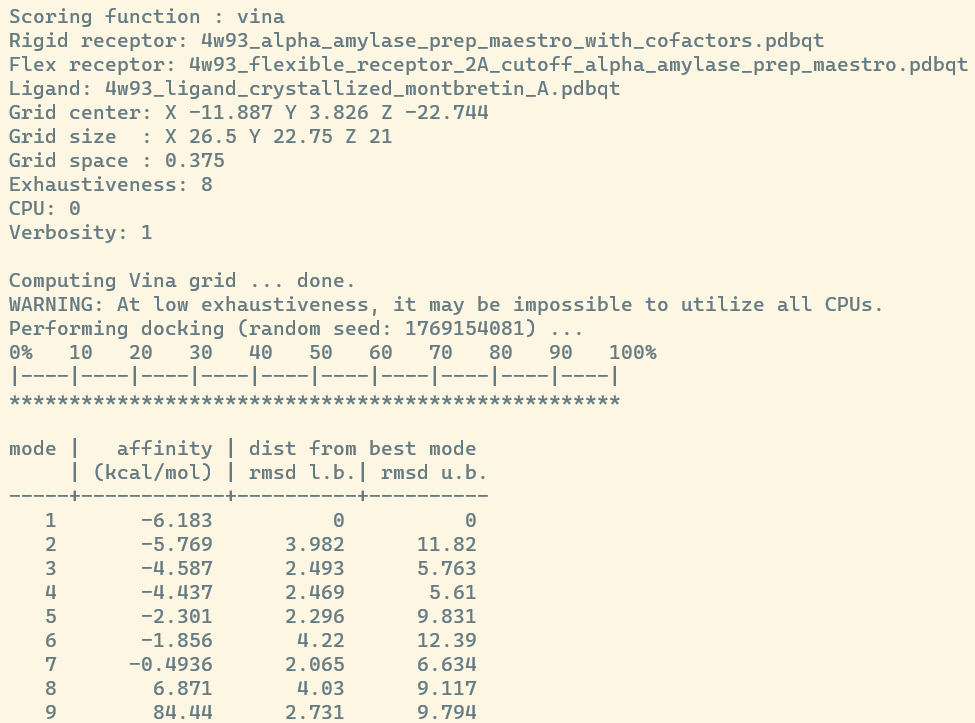 Scoring function : vina
Rigid receptor: 4w93_alpha_amylase_prep_maestro_with_cofactors.pdbqt
Flex receptor: 4w93_flexible_receptor_2A_cutoff_alpha_amylase_prep_maestro.pdbqt
Ligand: 4w93_ligand_crystallized_montbretin_A.pdbqt
Grid center: X -11.887 Y 3.826 Z -22.744
Grid size  : X 26.5 Y 22.75 Z 21
Grid space : 0.375
Exhaustiveness: 8
CPU: 0
Verbosity: 1

Computing Vina grid ... done.
WARNING: At low exhaustiveness, it may be impossible to utilize all CPUs.
Performing docking (random seed: 1769154081) ...
0%   10   20   30   40   50   60   70   80   90   100%
|----|----|----|----|----|----|----|----|----|----|
***************************************************

mode |   affinity | dist from best mode
     | (kcal/mol) | rmsd l.b.| rmsd u.b.
-----+------------+----------+----------
   1       -6.183          0          0
   2       -5.769      3.982      11.82
   3       -4.587      2.493      5.763
   4       -4.437      2.469       5.61
   5       -2.301      2.296      9.831
   6       -1.856       4.22      12.39
   7      -0.4936      2.065      6.634
   8        6.871       4.03      9.117
   9        84.44      2.731      9.794